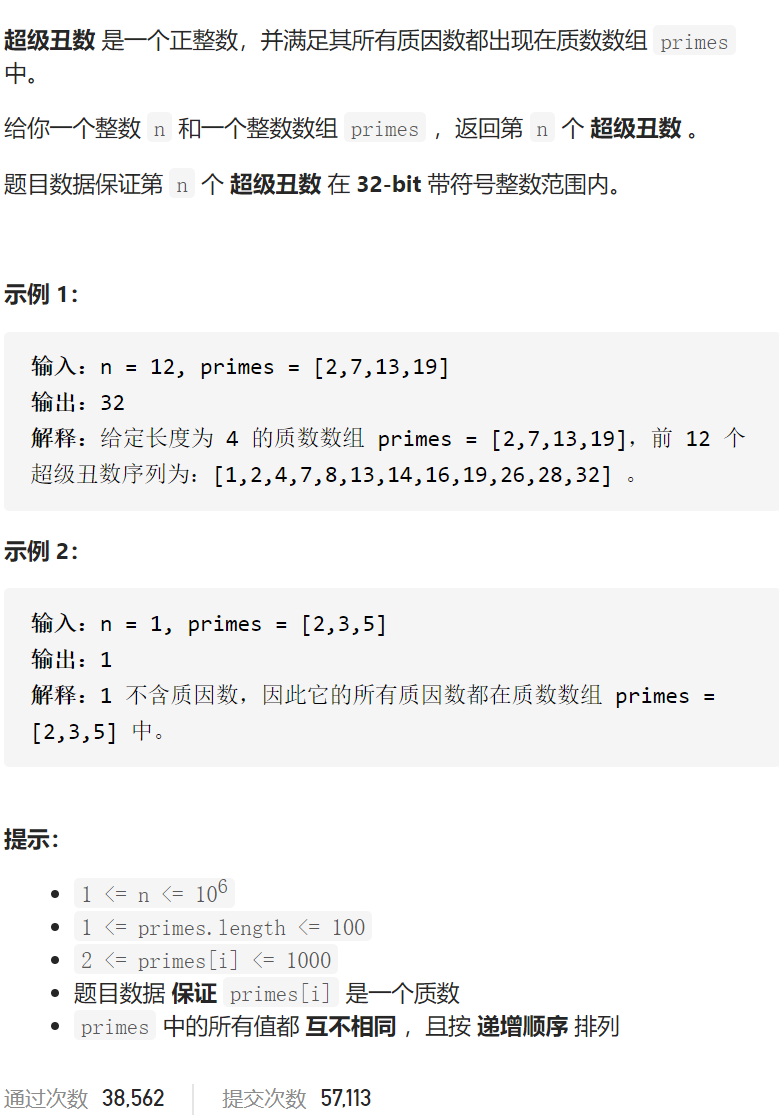 超级丑数 是一个正整数，并满足其所有质因数都出现在质数数组 primes
中。
给你一个整数 n 和一个整数数组 primes ，返回第 n 个 超级丑数 。
题目数据保证第 n 个 超级丑数 在 32-bit 带符号整数范围内。
示例 1：
输入：n = 12, primes = [2,7,13,19]
输出：32
解释：给定长度为 4 的质数数组 primes = [2,7,13,19]，前 12 个
超级丑数序列为：[1,2,4,7,8,13,14,16,19,26,28,32] 。
示例 2：
输入：n = 1, primes = [2,3,5]
输出：1
解释：1 不含质因数，因此它的所有质因数都在质数数组 primes =
[2,3,5] 中。
提示：
• 1 <= n <= 10⁶
• 1 <= primes.length <= 100
• 2 <= primes[i] <= 1000
• 题目数据 保证 primes[i] 是一个质数
• primes 中的所有值都 互不相同 ，且按 递增顺序 排列
通过次数 38,562 | 提交次数 57,113